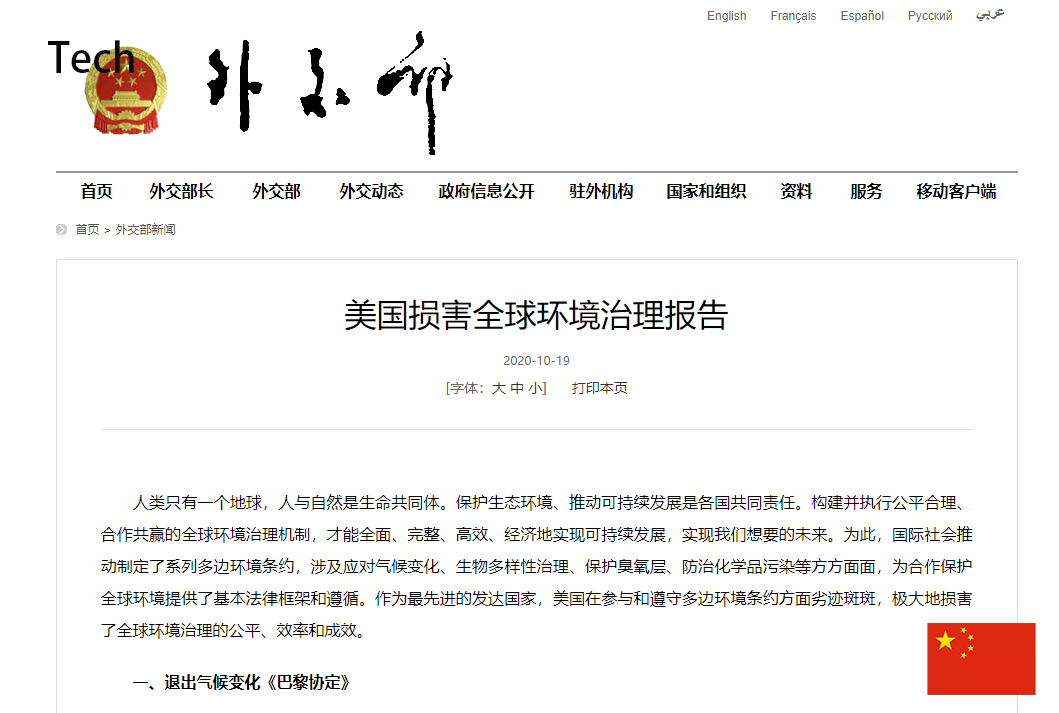 English Français Español Русский عربي
Tech
外交部
首页 外交部长 外交部 外交动态 政府信息公开 驻外机构 国家和组织 资料 服务 移动客户端
首页 > 外交部新闻
美国损害全球环境治理报告
2020-10-19
[字体：大 中 小] 打印本页
人类只有一个地球，人与自然是生命共同体。保护生态环境、推动可持续发展是各国共同责任。构建并执行公平合理、
合作共赢的全球环境治理机制，才能全面、完整、高效、经济地实现可持续发展，实现我们想要的未来。为此，国际社会推
动制定了系列多边环境条约，涉及应对气候变化、生物多样性治理、保护臭氧层、防治化学品污染等方方面面，为合作保护
全球环境提供了基本法律框架和遵循。作为最先进的发达国家，美国在参与和遵守多边环境条约方面劣迹斑斑，极大地损害
了全球环境治理的公平、效率和成效。
一、退出气候变化《巴黎协定》